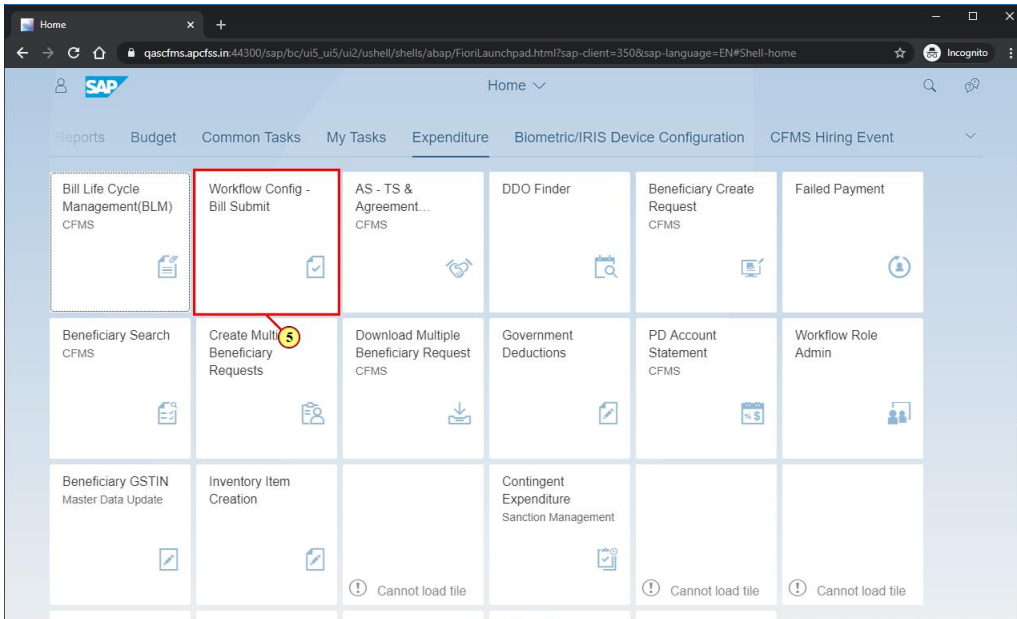 Home
qascfms.apcfss.in:44300/sap/bc/ui5_ui5/ui2/ushell/shells/abap/FioriLaunchpad.html?sap-client=350&sap-language=EN#Shell-home
Incognito
SAP
Home
Reports Budget Common Tasks My Tasks Expenditure Biometric/IRIS Device Configuration CFMS Hiring Event
Bill Life Cycle
Management(BLM)
CFMS
Workflow Config -
Bill Submit
AS - TS &
Agreement...
CFMS
DDO Finder
Beneficiary Create
Request
CFMS
Failed Payment
5
Beneficiary Search
CFMS
Create Multi
Beneficiary
Requests
Download Multiple
Beneficiary Request
CFMS
Government
Deductions
PD Account
Statement
CFMS
% $
Workflow Role
Admin
Beneficiary GSTIN
Master Data Update
Inventory Item
Creation
Cannot load tile
Contingent
Expenditure
Sanction Management
Cannot load tile
Cannot load tile